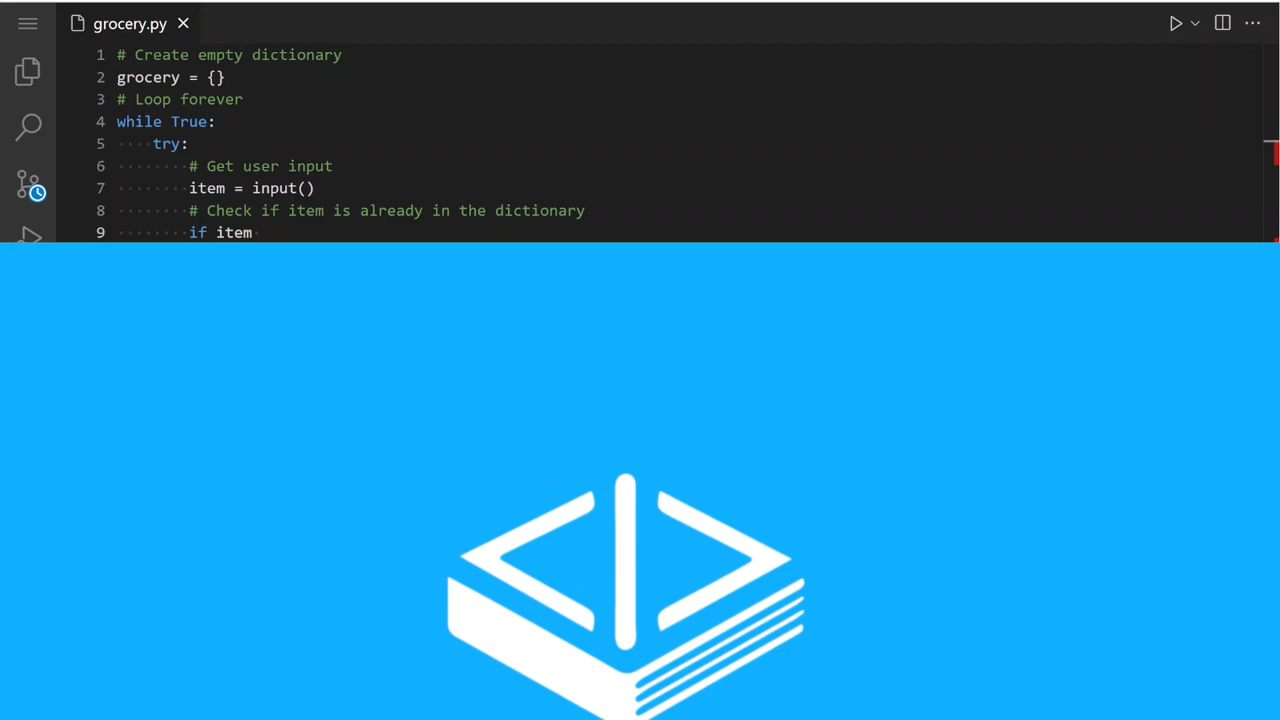 grocery.py
1 # Create empty dictionary
2 grocery = {}
3 # Loop forever
4 while True:
5     try:
6         # Get user input
7         item = input()
8         # Check if item is already in the dictionary
9         if item